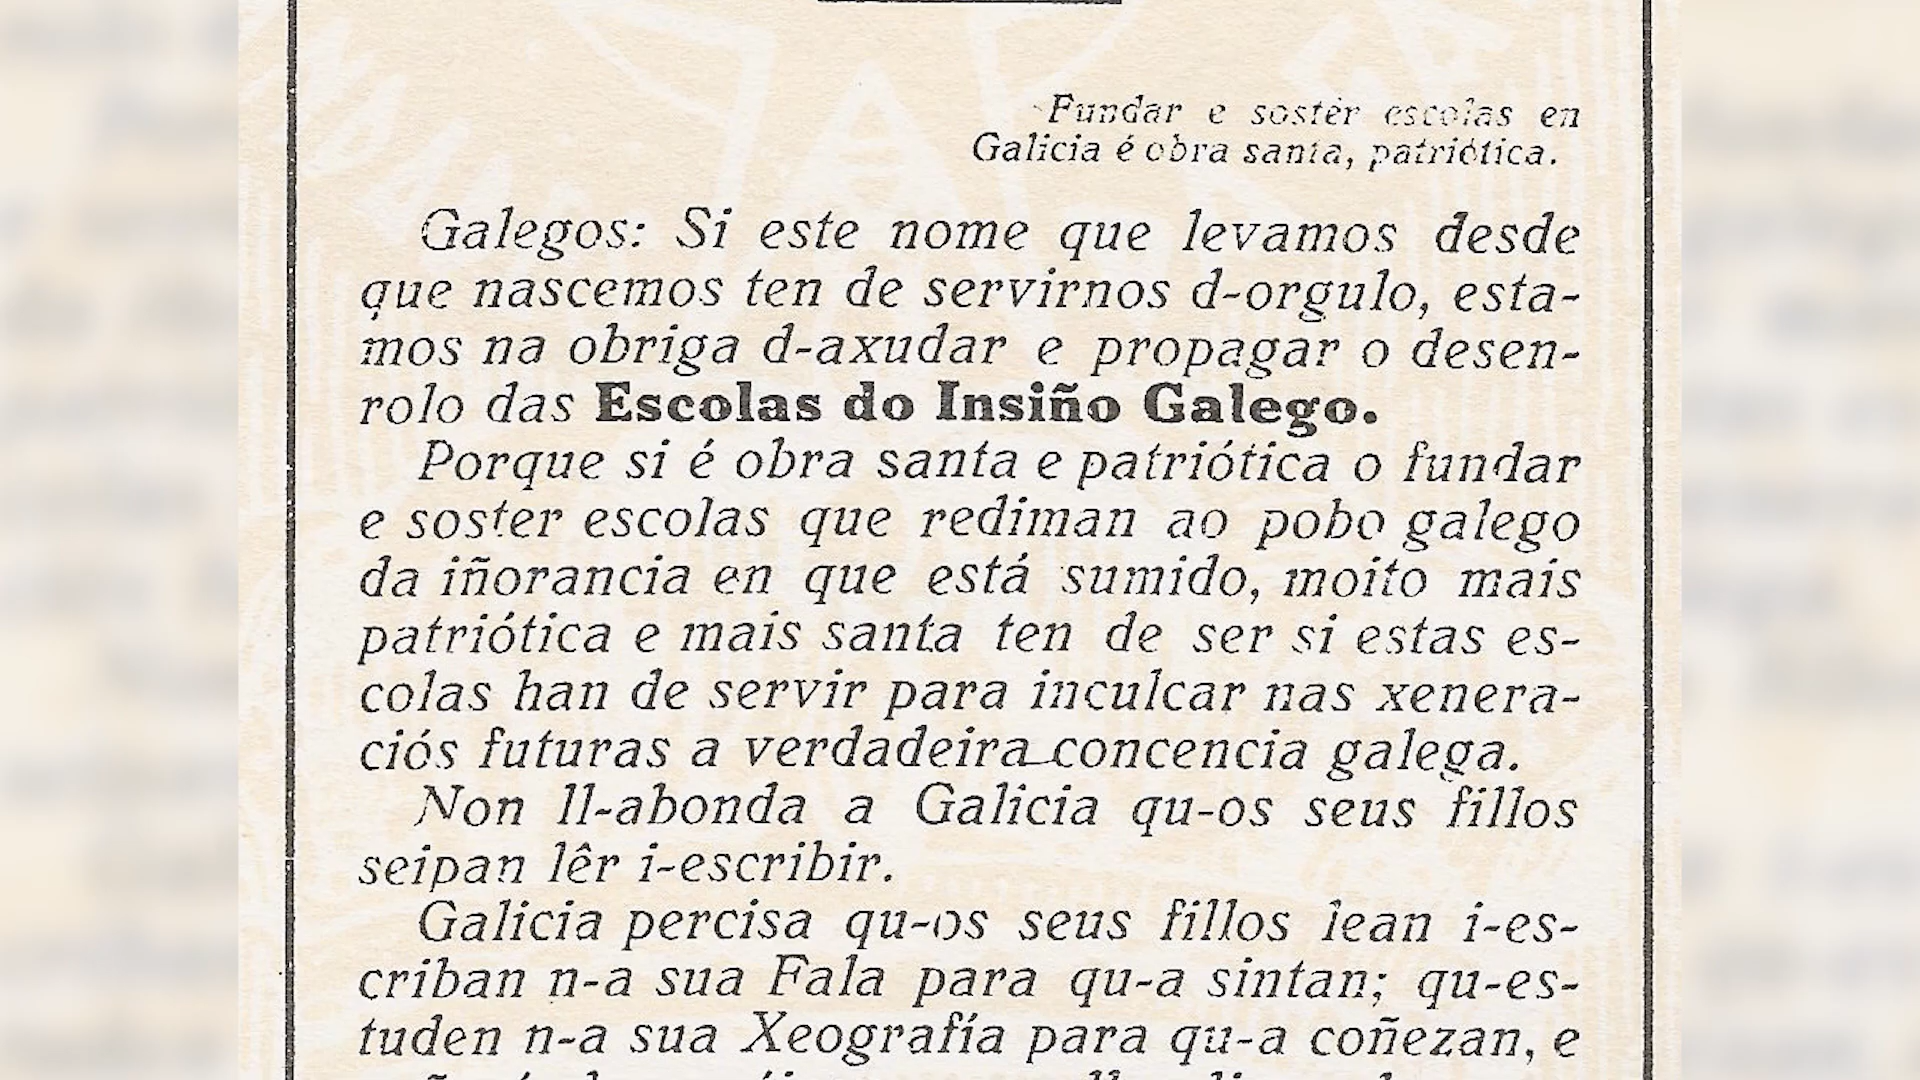 Fundar e sostér escolas en
Galicia é obra santa, patriótica.
Galegos: Si este nome que levamos desde
que nascemos ten de servirnos d-orgulo, esta-
mos na obriga d-axudar e propagar o desen-
rolo das Escolas do Insiño Galego.
Porque si é obra santa e patriótica o fundar
e soster escolas que rediman ao pobo galego
da iñorancia en que está sumido, moito mais
patriótica e mais santa ten de ser si estas es-
colas han de servir para inculcar nas xenera-
ciós futuras a verdadeira concencia galega.
Non ll-abonda a Galicia qu-os seus fillos
seipan lêr i-escribir.
Galicia percisa qu-os seus fillos lean i-es-
criban n-a sua Fala para qu-a sintan; qu-es-
tuden n-a sua Xeografía para qu-a coñezan, e